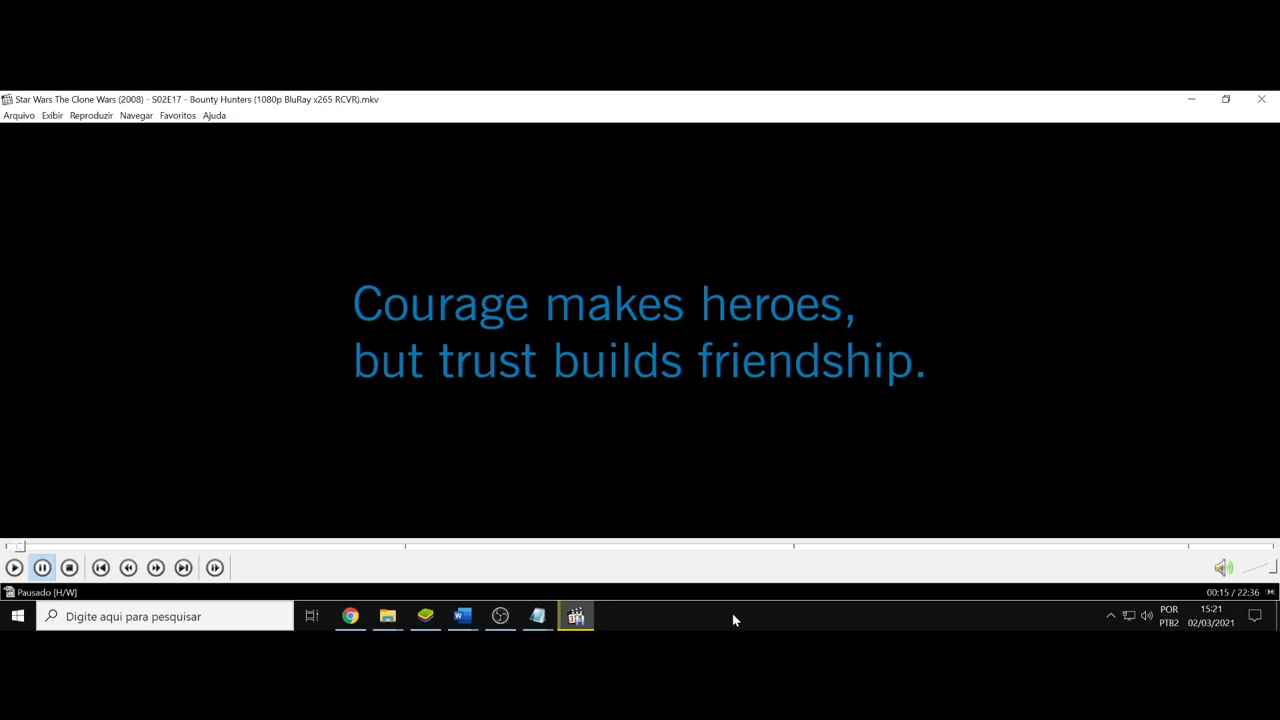 Star Wars The Clone Wars (2008) - S02E17 - Bounty Hunters (1080p BluRay x265 RCVR).mkv
Arquivo Exibir Reproduzir Navegar Favoritos Ajuda
Courage makes heroes,
but trust builds friendship.
Pausado [H/W]
00:15 / 22:36
Digite aqui para pesquisar
POR
PTB2
15:21
02/03/2021